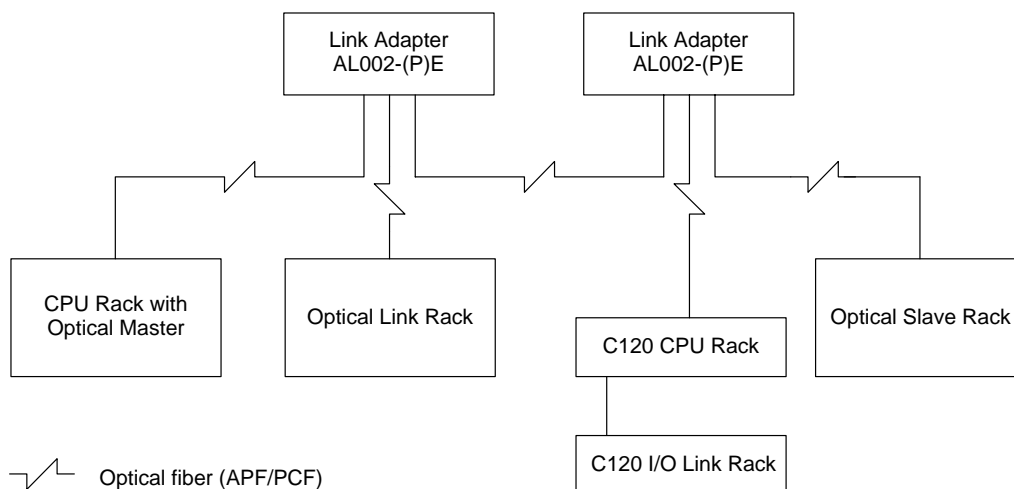 Link Adapter
AL002-(P)E
Link Adapter
AL002-(P)E
CPU Rack with
Optical Master
Optical Link Rack
C120 CPU Rack
Optical Slave Rack
C120 I/O Link Rack
Optical fiber (APF/PCF)